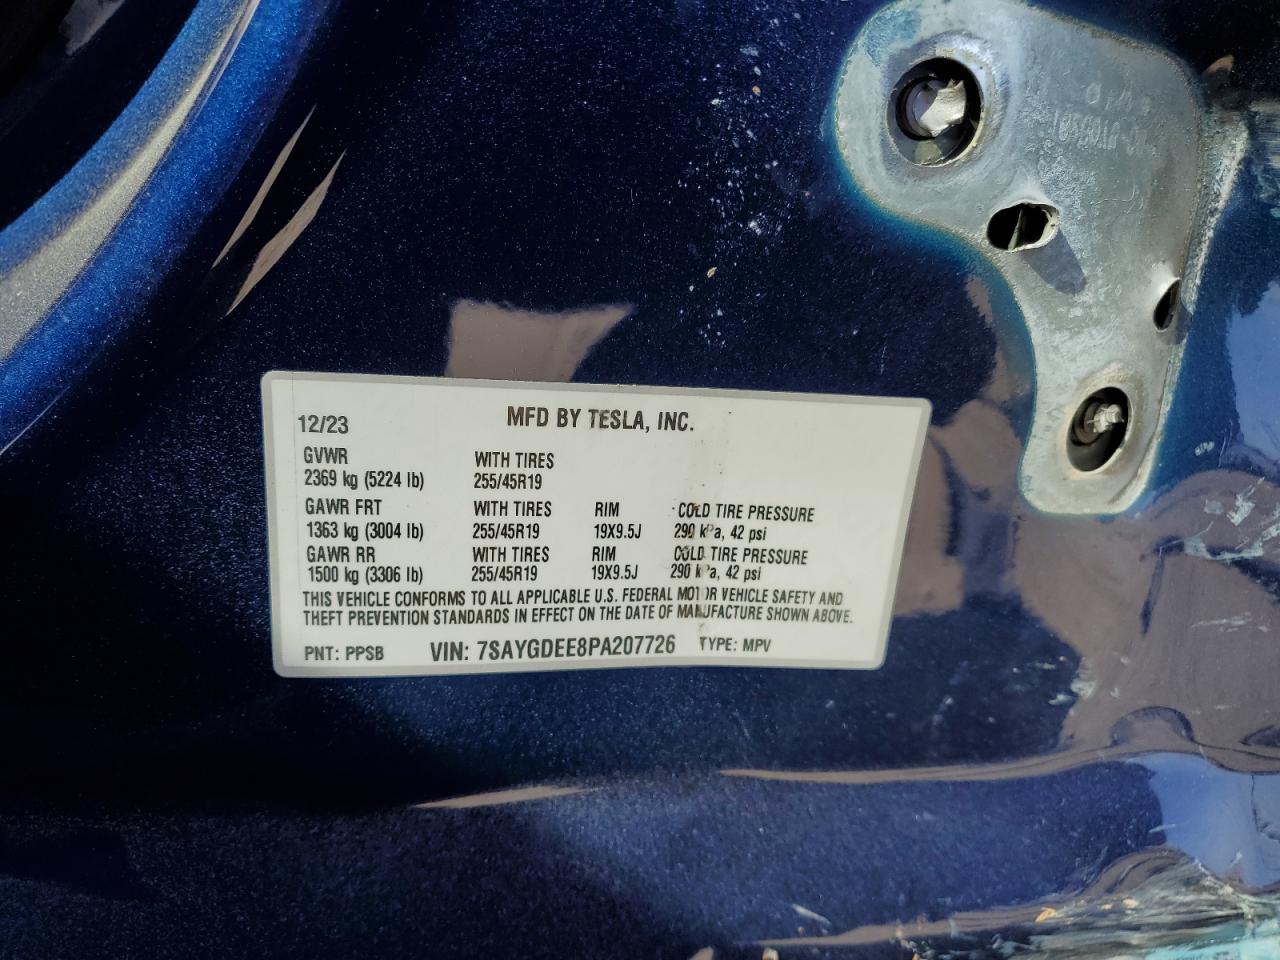 12/23 MFD BY TESLA, INC.
GVWR WITH TIRES
2369 kg (5224 lb) 255/45R19
GAWR FRT WITH TIRES RIM COLD TIRE PRESSURE
1363 kg (3004 lb) 255/45R19 19X9.5J 290 kPa, 42 psi
GAWR RR WITH TIRES RIM COLD TIRE PRESSURE
1500 kg (3306 lb) 255/45R19 19X9.5J 290 kPa, 42 psi
THIS VEHICLE CONFORMS TO ALL APPLICABLE U.S. FEDERAL MOTOR VEHICLE SAFETY AND
THEFT PREVENTION STANDARDS IN EFFECT ON THE DATE OF MANUFACTURE SHOWN ABOVE.
PNT: PPSB VIN: 7SAYGDEE8PA207726 TYPE: MPV